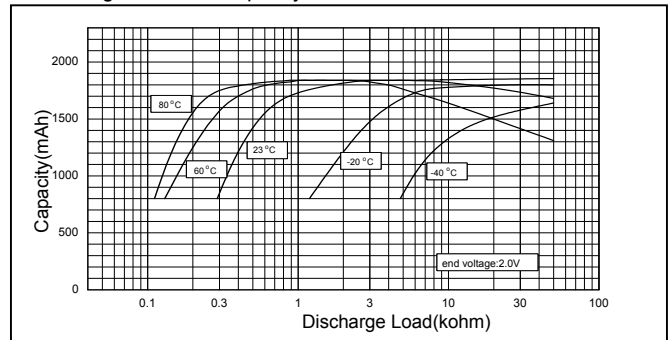 2000
1500
1000
500
0
Capacity(mAh)
80 °C
60 °C
23 °C
-20 °C
-40 °C
end voltage:2.0V
0.1 0.3 1 3 10 30 100
Discharge Load(kohm)